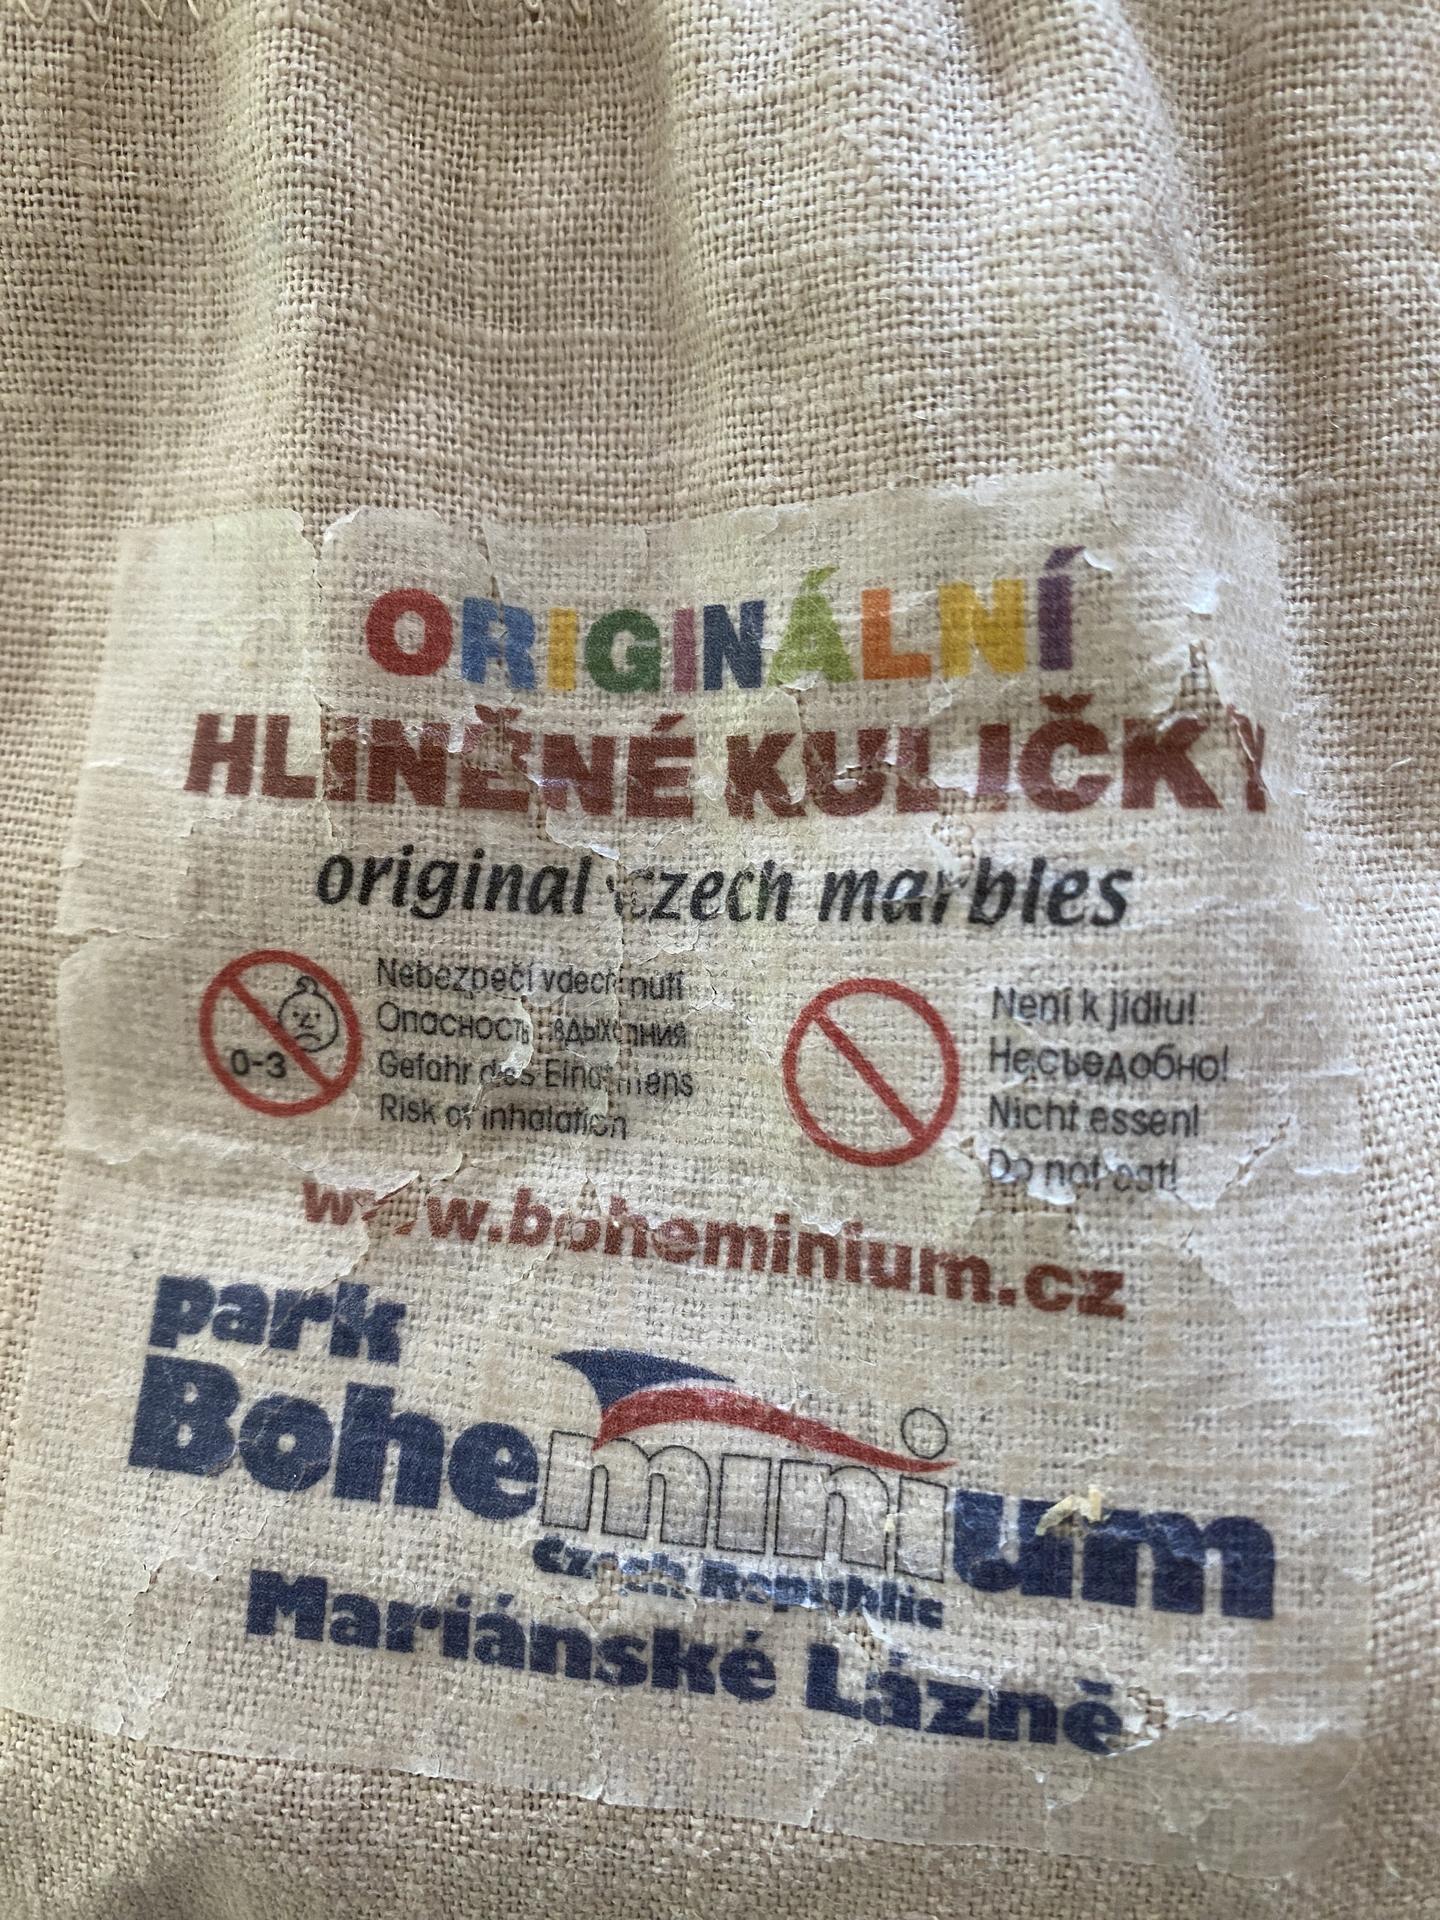 ORIGINÁLNÍ
HLINĚNÉ KULIČKY
original czech marbles
0-3
Nebezpečí vdechnutí
Опасность вдыхания
Gefahr des Einatmens
Risk of inhalation
Není k jídlu!
Несъедобно!
Nicht essen!
Do not eat!
www.boheminium.cz
park
Boheminium
Czech Republic
Mariánské Lázně